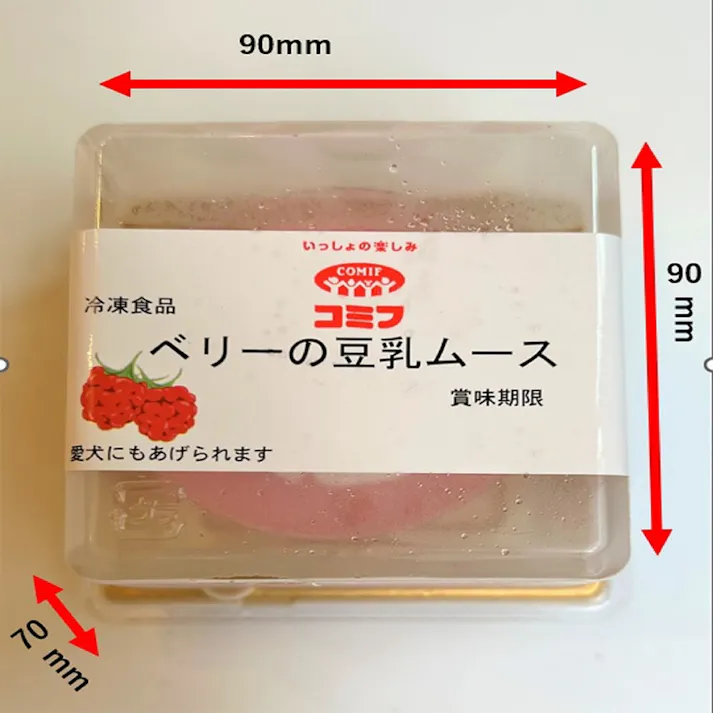 90mm
いっしょの楽しみ
COMIF
コミフ
冷凍食品
ベリーの豆乳ムース
賞味期限
愛犬にもあげられます
90 mm
70 mm